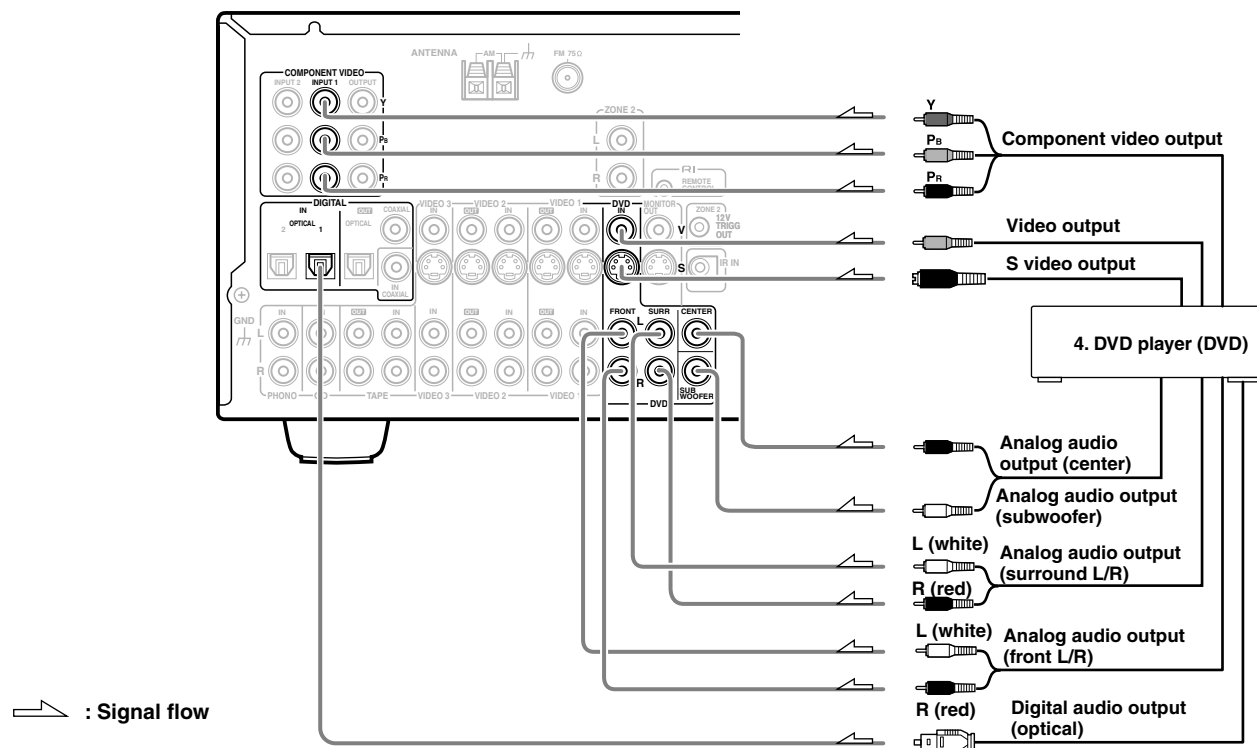 ANTENNA
AM
FM 75Ω
COMPONENT VIDEO
INPUT 2 INPUT 1 OUTPUT
Y
PB
PR
ZONE 2
L
R
RI
REMOTE CONTROL
DIGITAL
IN
OPTICAL
2 1
OUT
OPTICAL
COAXIAL
IN
COAXIAL
VIDEO 3
IN
VIDEO 2
OUT IN
VIDEO 1
OUT IN
DVD
IN
MONITOR
OUT
V
S
ZONE 2
12V
TRIGG
OUT
IR IN
GND
L
R
IN IN OUT IN IN OUT IN OUT IN
FRONT SURR CENTER
L
R
SUB
WOOFER
PHONO CD TAPE VIDEO 3 VIDEO 2 VIDEO 1
DVD
Y
PB
PR
Component video output
Video output
S video output
4. DVD player (DVD)
Analog audio
output (center)
Analog audio output
(subwoofer)
L (white)
R (red)
Analog audio output
(surround L/R)
L (white)
R (red)
Analog audio output
(front L/R)
Digital audio output
(optical)
: Signal flow